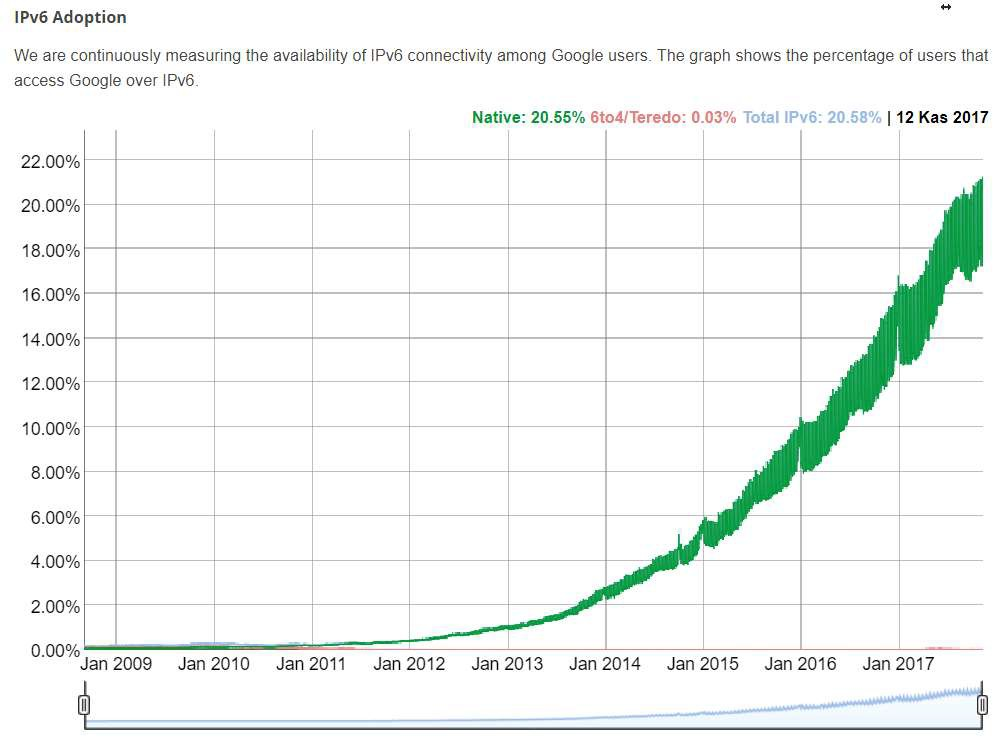 IPv6 Adoption
We are continuously measuring the availability of IPv6 connectivity among Google users. The graph shows the percentage of users that
access Google over IPv6.
Native: 20.55% 6to4/Teredo: 0.03% Total IPv6: 20.58% | 12 Kas 2017
22.00%
20.00%
18.00%
16.00%
14.00%
12.00%
10.00%
8.00%
6.00%
4.00%
2.00%
0.00%
Jan 2009 Jan 2010 Jan 2011 Jan 2012 Jan 2013 Jan 2014 Jan 2015 Jan 2016 Jan 2017